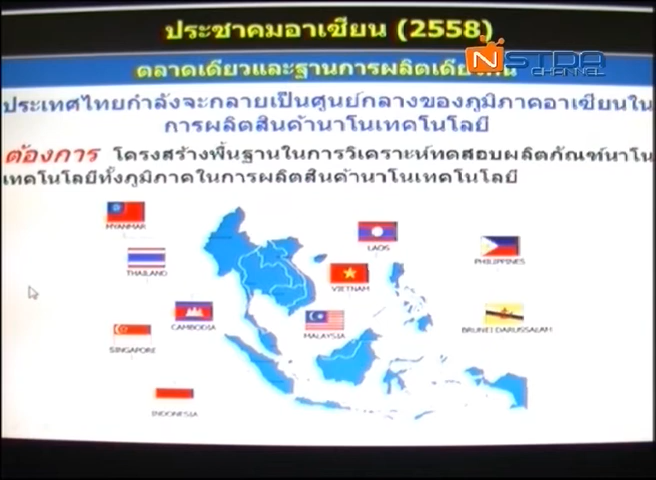 ประชาคมอาเซียน (2558)
NSTDA
CHANNEL
ตลาดเดียวและฐานการผลิตเดียวกัน
ประเทศไทยกำลังจะกลายเป็นศูนย์กลางของภูมิภาคอาเซียนใน
การผลิตสินค้านาโนเทคโนโลยี
ต้องการ โครงสร้างพื้นฐานในการวิเคราะห์ทดสอบผลิตภัณฑ์นาโน
เทคโนโลยีทั้งภูมิภาคในการผลิตสินค้านาโนเทคโนโลยี
MYANMAR
LAOS
PHILIPPINES
THAILAND
VIETNAM
CAMBODIA
MALAYSIA
BRUNEI DARUSSALAM
SINGAPORE
INDONESIA